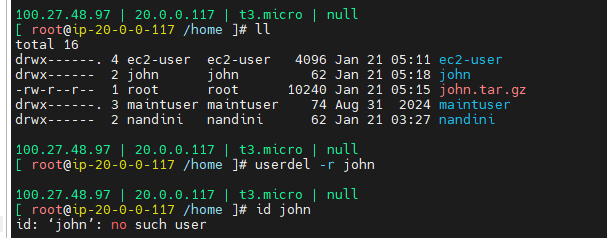 100.27.48.97 | 20.0.0.117 | t3.micro | null
[ root@ip-20-0-0-117 /home ]# ll
total 16
drwx------. 4 ec2-user  ec2-user   4096 Jan 21 05:11 ec2-user
drwx------  2 john      john         62 Jan 21 05:18 john
-rw-r--r--  1 root      root      10240 Jan 21 05:15 john.tar.gz
drwx------. 3 maintuser maintuser    74 Aug 31  2024 maintuser
drwx------  2 nandini   nandini      62 Jan 21 03:27 nandini
100.27.48.97 | 20.0.0.117 | t3.micro | null
[ root@ip-20-0-0-117 /home ]# userdel -r john
100.27.48.97 | 20.0.0.117 | t3.micro | null
[ root@ip-20-0-0-117 /home ]# id john
id: ‘john’: no such user